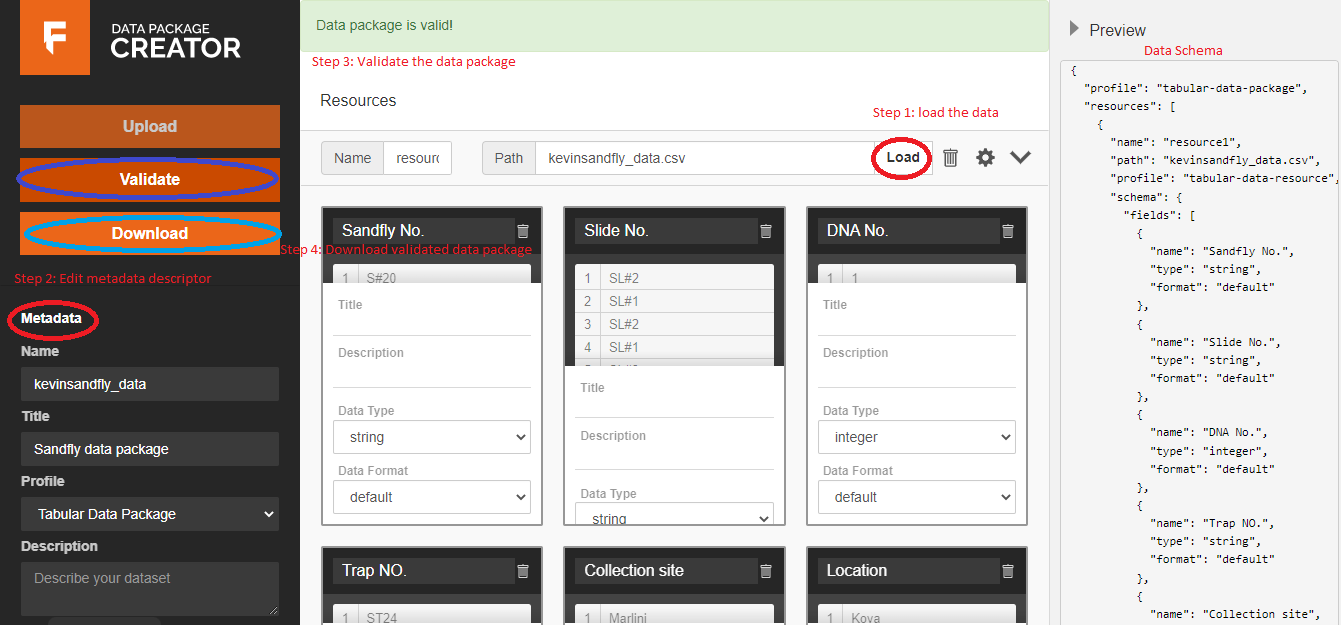 DATA PACKAGE
CREATOR
Upload
Validate
Download
Step 2: Edit metadata descriptor
Metadata
Name
kevinsandfly_data
Title
Sandfly data package
Profile
Tabular Data Package
Description
Describe your dataset
Data package is valid!
Step 3: Validate the data package
Resources
Step 1: load the data
Name
Path
kevinsandfly_data.csv
Load
Step 4: Download validated data package
Sandfly No.
1 S#20
Title
Description
Data Type
string
Data Format
default
Slide No.
1 SL#2
2 SL#1
3 SL#2
4 SL#1
Title
Description
Data Type
string
DNA No.
1 1
Title
Description
Data Type
integer
Data Format
default
Trap NO.
1 ST24
Collection site
1 Marlini
Location
1 Kova
Preview
Data Schema
{
"profile": "tabular-data-package",
"resources": [
{
"name": "resource1",
"path": "kevinsandfly_data.csv",
"profile": "tabular-data-resource",
"schema": {
"fields": [
{
"name": "Sandfly No.",
"type": "string",
"format": "default"
},
{
"name": "Slide No.",
"type": "string",
"format": "default"
},
{
"name": "DNA No.",
"type": "integer",
"format": "default"
},
{
"name": "Trap NO.",
"type": "string",
"format": "default"
},
{
"name": "Collection site",